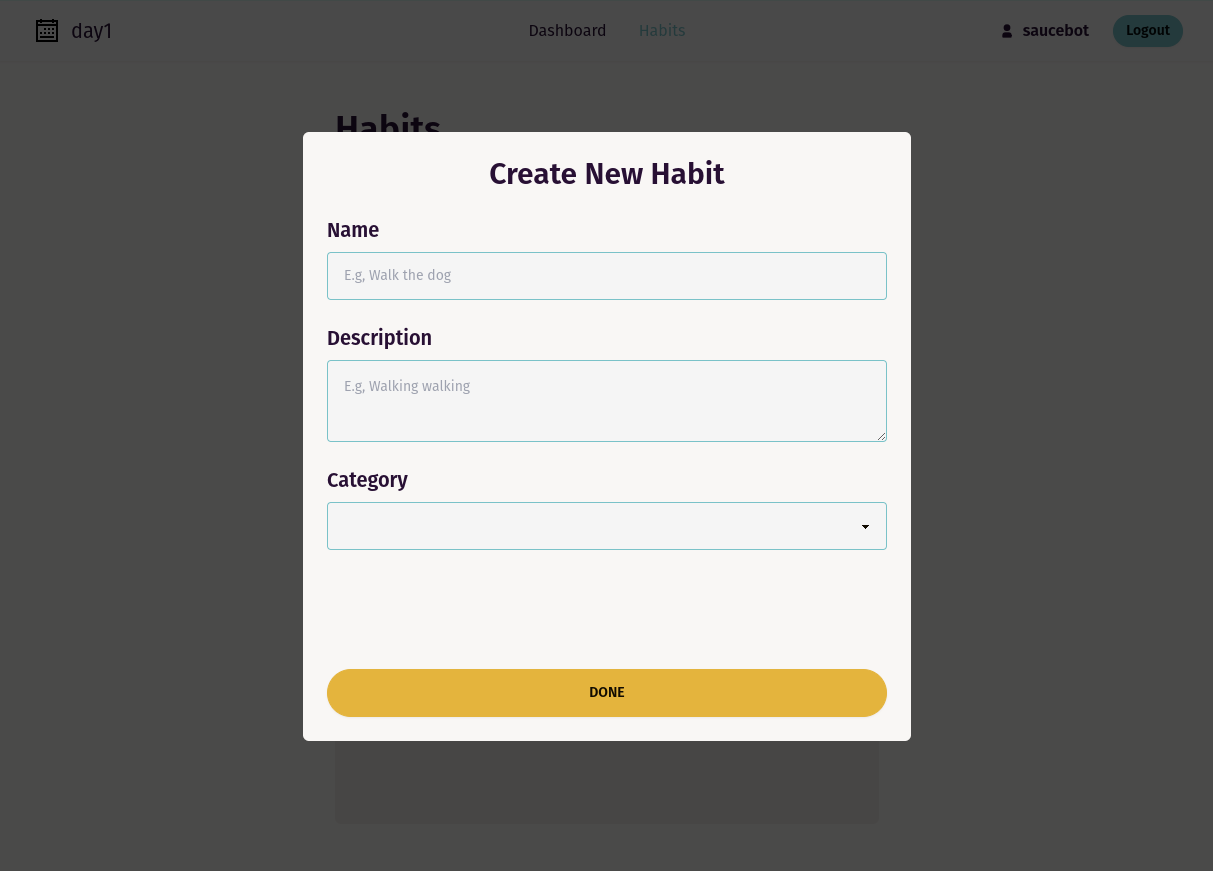 day1
Dashboard
Habits
saucebot
Logout
Habits
Create New Habit
Name
E.g, Walk the dog
Description
E.g, Walking walking
Category
DONE